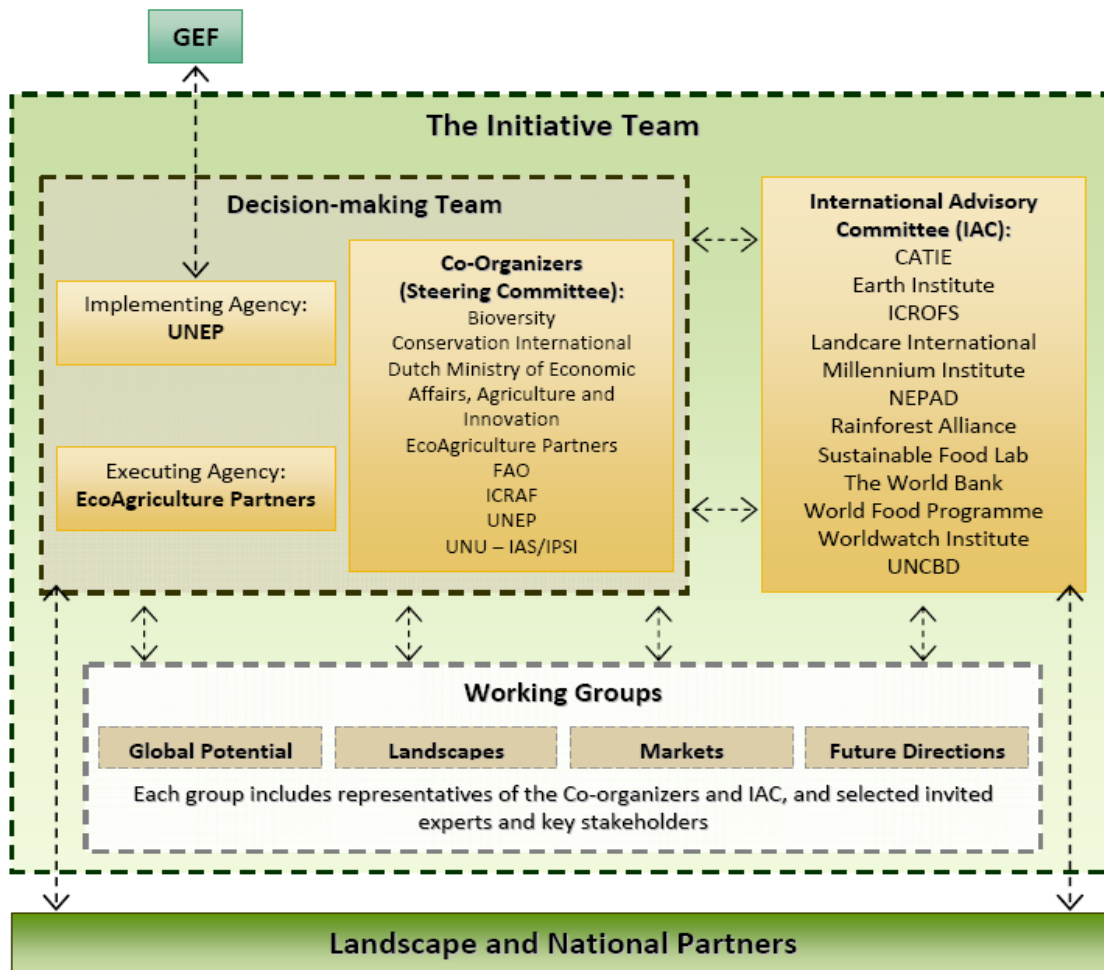 GEF
The Initiative Team
Decision-making Team
Implementing Agency:
UNEP
Executing Agency:
EcoAgriculture Partners
Co-Organizers
(Steering Committee):
Bioversity
Conservation International
Dutch Ministry of Economic
Affairs, Agriculture and
Innovation
EcoAgriculture Partners
FAO
ICRAF
UNEP
UNU – IAS/IPSI
International Advisory
Committee (IAC):
CATIE
Earth Institute
ICROFS
Landcare International
Millennium Institute
NEPAD
Rainforest Alliance
Sustainable Food Lab
The World Bank
World Food Programme
Worldwatch Institute
UNCBD
Working Groups
Global Potential
Landscapes
Markets
Future Directions
Each group includes representatives of the Co-organizers and IAC, and selected invited
experts and key stakeholders
Landscape and National Partners